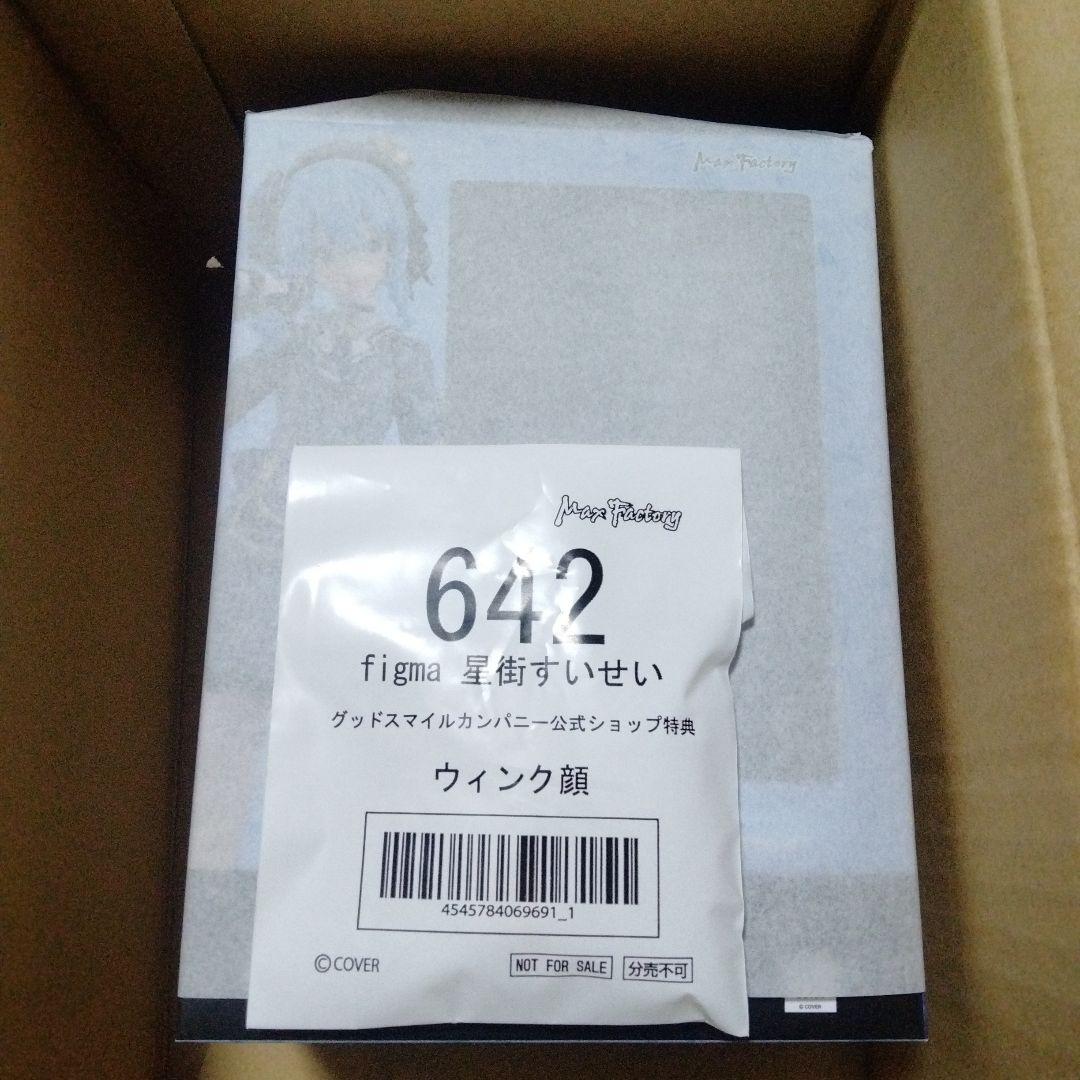 Max Factory
Max Factory
642
figma 星街すいせい
グッドスマイルカンパニー公式ショップ特典
ウィンク顔
4545784069691_1
©COVER
NOT FOR SALE
分売不可
© COVER